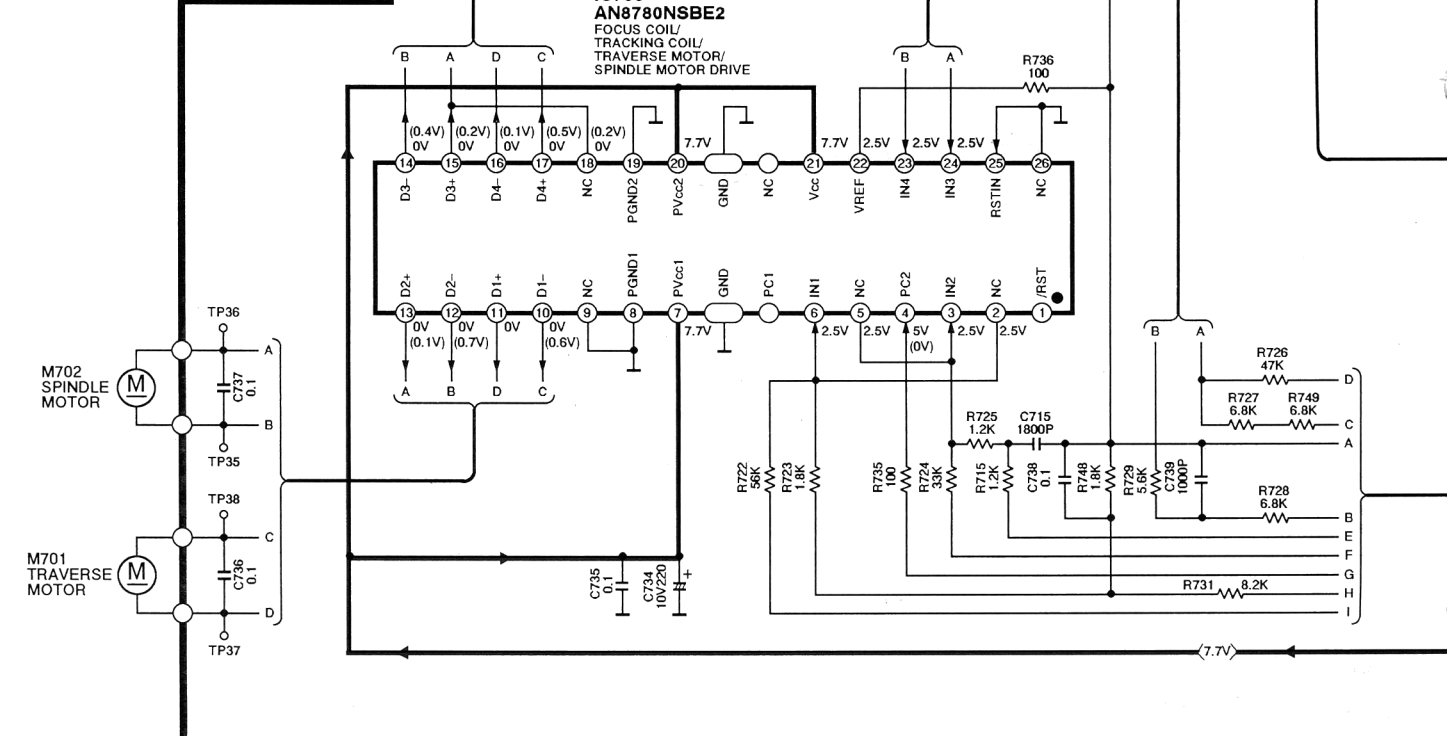 AN8780NSBE2
FOCUS COIL/
TRACKING COIL/
TRAVERSE MOTOR/
SPINDLE MOTOR DRIVE
B A D C
B A
R736
100
(0.4V) (0.2V) (0.1V) (0.5V) (0.2V)
0V 0V 0V 0V 0V
7.7V 7.7V 2.5V 2.5V 2.5V
14 15 16 17 18 19 20 21 22 23 24 25 26
D3- D3+ D4- D4+ NC PGND2 PVcc2 GND NC Vcc VREF IN4 IN3 RSTIN NC
D2+ D2- D1+ D1- NC PGND1 PVcc1 GND PC1 IN1 NC PC2 IN2 NC /RST
13 12 11 10 9 8 7 6 5 4 3 2 1
0V 0V 0V 0V 7.7V 2.5V 2.5V 5V 2.5V 2.5V
(0.1V) (0.7V) (0.6V) (0V)
A B D C
TP36
A
M702
SPINDLE
MOTOR
M
C737
0.1
B
TP35
TP38
C
M701
TRAVERSE
MOTOR
M
C736
0.1
D
TP37
B A
R726
47K
D
R727
6.8K
R749
6.8K
C
R725
1.2K
C715
1800P
A
R722
56K
R723
1.8K
R735
100
R724
33K
R715
1.2K
C738
0.1
R748
1.8K
R729
5.6K
C739
1000P
R728
6.8K
B
E
F
G
R731 8.2K
H
I
C735
0.1
C734
10V220
+
7.7V